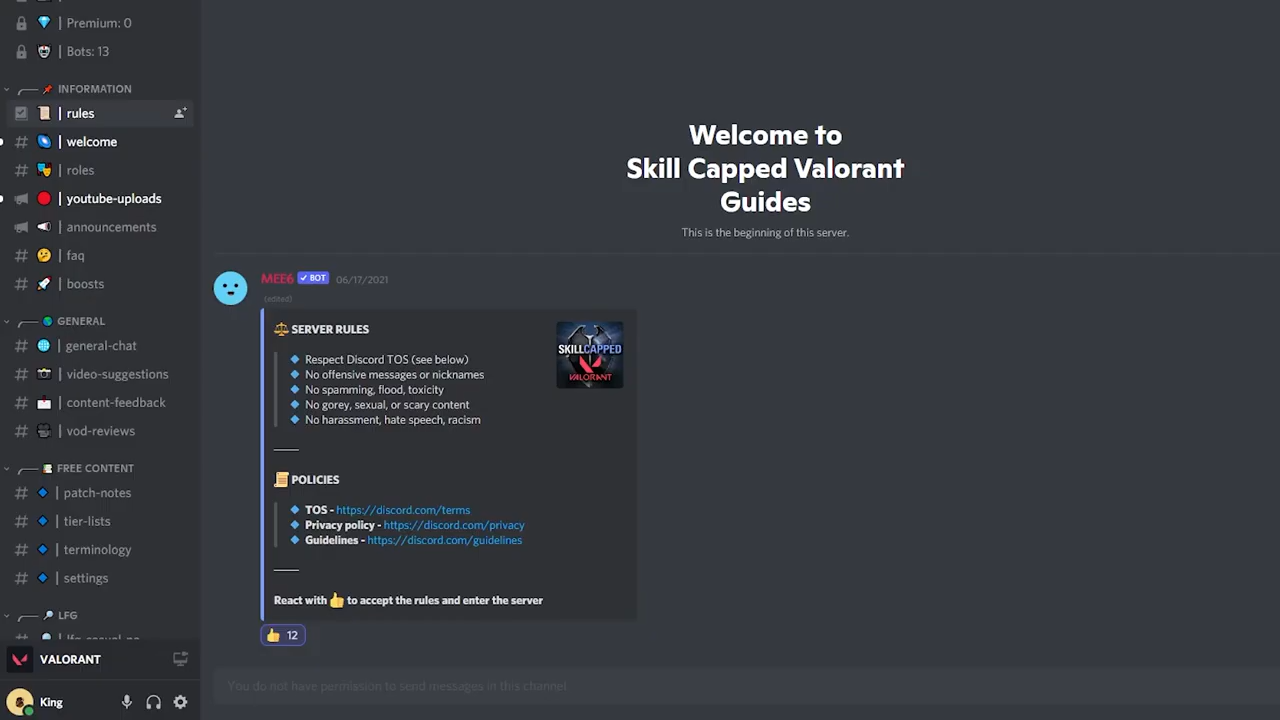 | Premium: 0
| Bots: 13
INFORMATION
| rules
| welcome
| roles
| youtube-uploads
| announcements
| faq
| boosts
GENERAL
| general-chat
| video-suggestions
| content-feedback
| vod-reviews
FREE CONTENT
| patch-notes
| tier-lists
| terminology
| settings
LFG
VALORANT
King
Welcome to
Skill Capped Valorant
Guides
This is the beginning of this server.
MEE6 BOT 06/17/2021
(edited)
SERVER RULES
Respect Discord TOS (see below)
No offensive messages or nicknames
No spamming, flood, toxicity
No gorey, sexual, or scary content
No harassment, hate speech, racism
SKILLCAPPED
VALORANT
POLICIES
TOS - https://discord.com/terms
Privacy policy - https://discord.com/privacy
Guidelines - https://discord.com/guidelines
React with 👍 to accept the rules and enter the server
👍 12
You do not have permission to send messages in this channel.